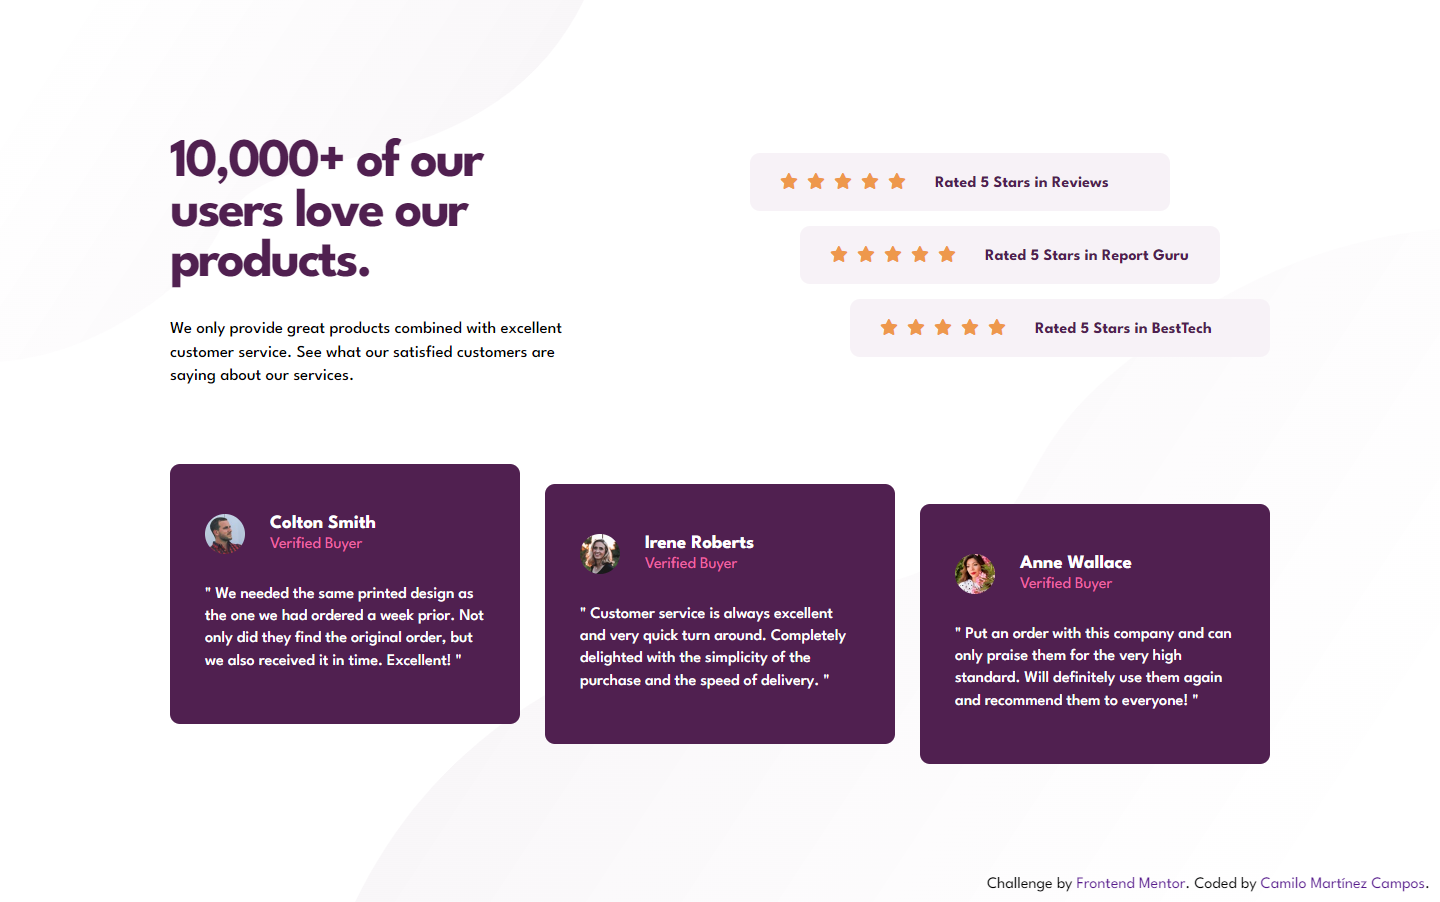 10,000+ of our
users love our
products.
We only provide great products combined with excellent
customer service. See what our satisfied customers are
saying about our services.
Rated 5 Stars in Reviews
Rated 5 Stars in Report Guru
Rated 5 Stars in BestTech
Colton Smith
Verified Buyer
" We needed the same printed design as
the one we had ordered a week prior. Not
only did they find the original order, but
we also received it in time. Excellent! "
Irene Roberts
Verified Buyer
" Customer service is always excellent
and very quick turn around. Completely
delighted with the simplicity of the
purchase and the speed of delivery. "
Anne Wallace
Verified Buyer
" Put an order with this company and can
only praise them for the very high
standard. Will definitely use them again
and recommend them to everyone! "
Challenge by Frontend Mentor. Coded by Camilo Martínez Campos.